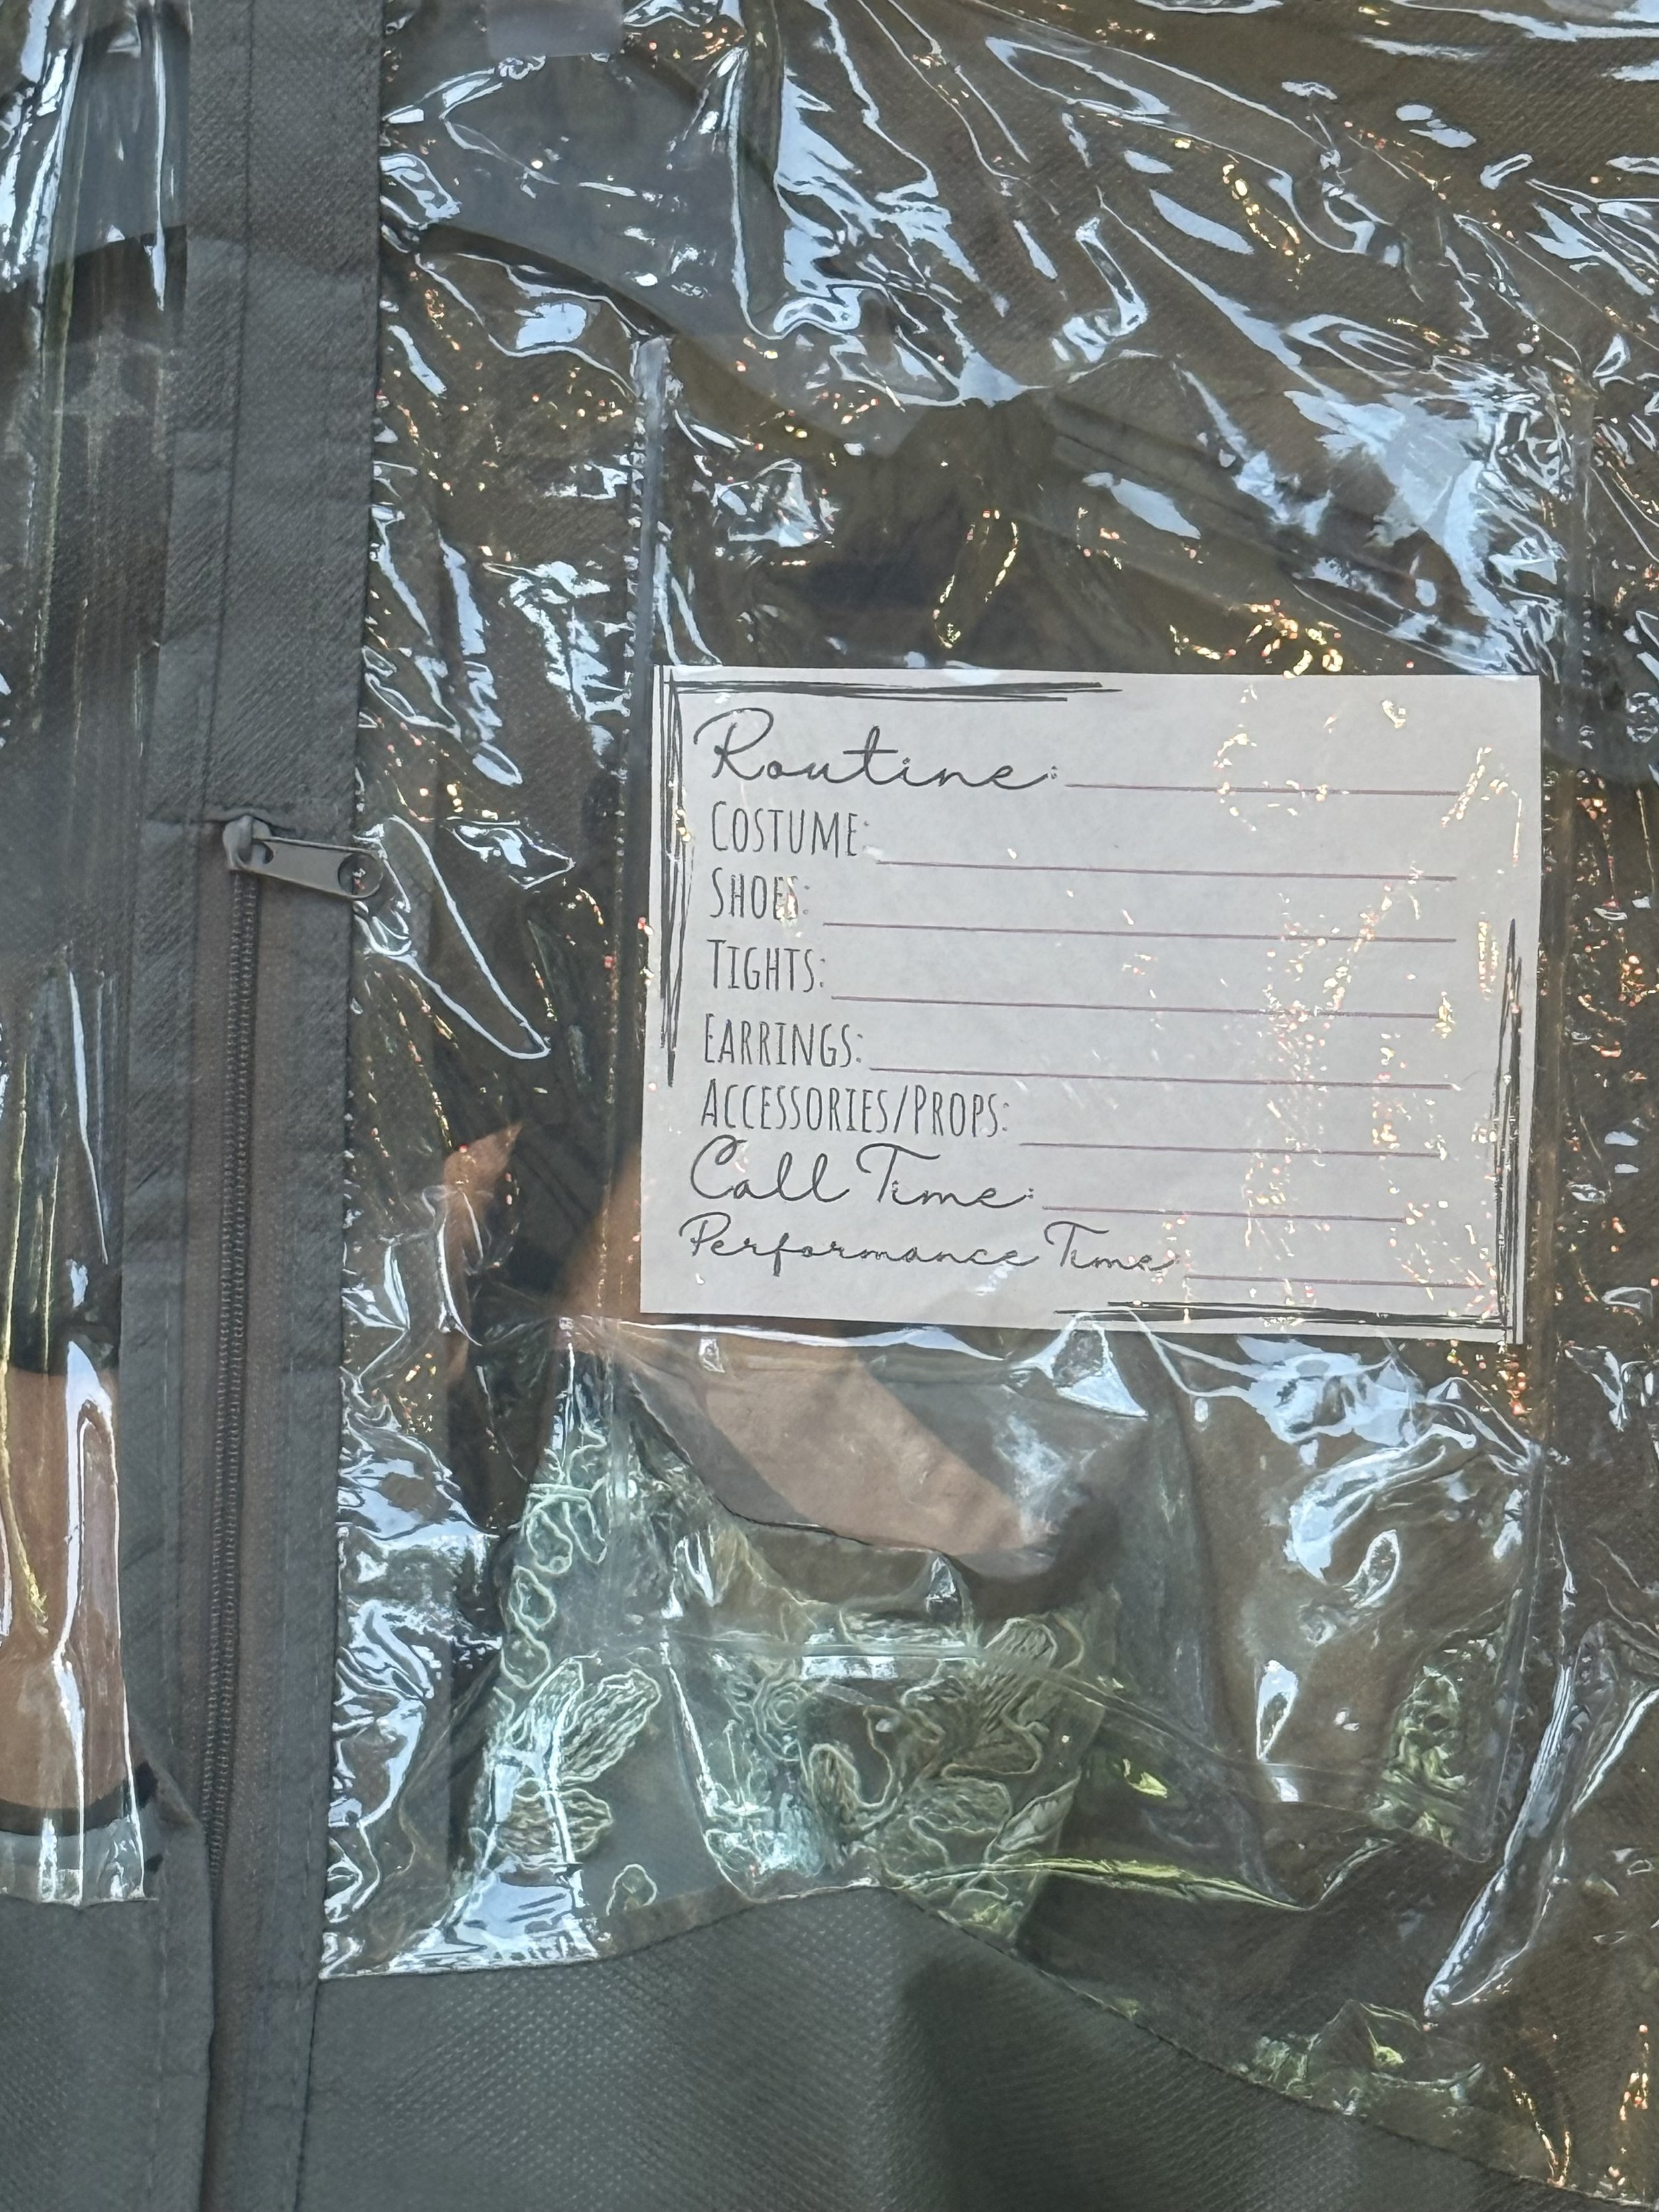 Routine:
COSTUME:
SHOES:
TIGHTS:
EARRINGS:
ACCESSORIES/PROPS:
Call Time:
Performance Time: